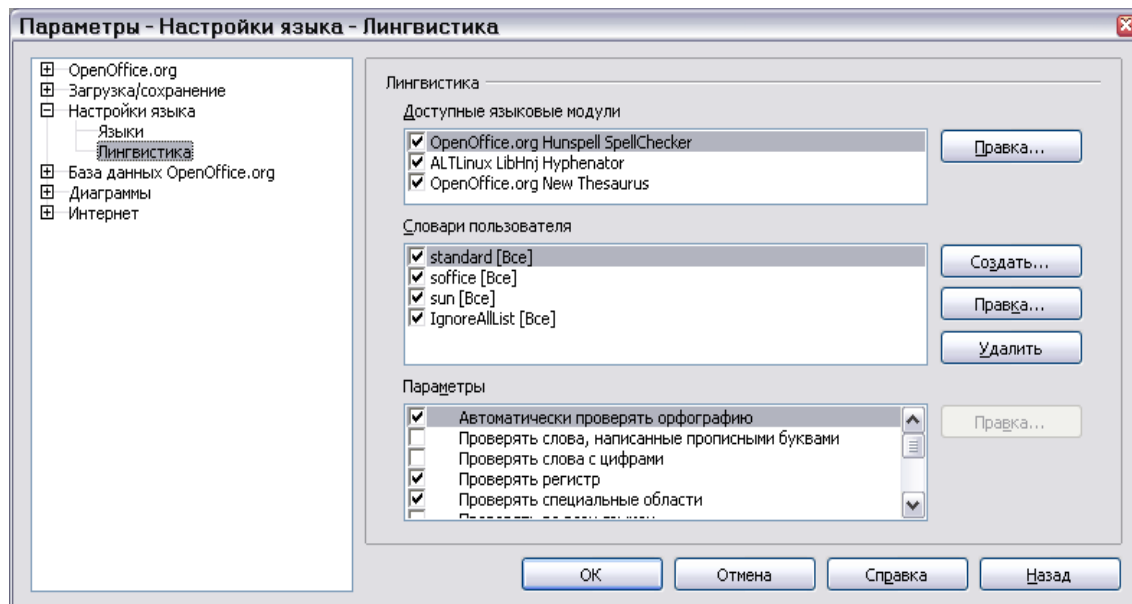 Параметры - Настройки языка - Лингвистика
OpenOffice.org
Загрузка/сохранение
Настройки языка
Языки
Лингвистика
База данных OpenOffice.org
Диаграммы
Интернет
Лингвистика
Доступные языковые модули
OpenOffice.org Hunspell SpellChecker
ALTLinux LibHnj Hyphenator
OpenOffice.org New Thesaurus
Правка...
Словари пользователя
standard [Все]
soffice [Все]
sun [Все]
IgnoreAllList [Все]
Создать...
Правка...
Удалить
Параметры
Автоматически проверять орфографию
Проверять слова, написанные прописными буквами
Проверять слова с цифрами
Проверять регистр
Проверять специальные области
Правка...
ОК
Отмена
Справка
Назад